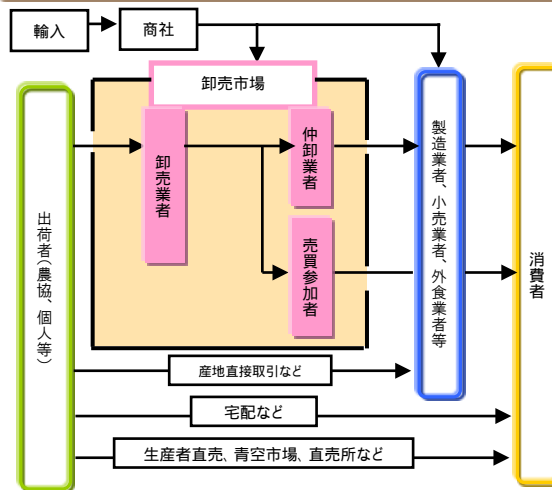 輸入
商社
卸売市場
出荷者(農協、個人等)
卸売業者
仲卸業者
売買参加者
製造業者、小売業者、外食業者等
消費者
産地直接取引など
宅配など
生産者直売、青空市場、直売所など